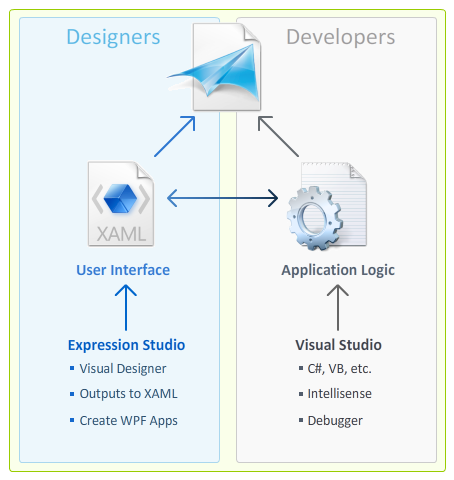 Designers
Developers
XAML
User Interface
Application Logic
Expression Studio
▪ Visual Designer
▪ Outputs to XAML
▪ Create WPF Apps
Visual Studio
▪ C#, VB, etc.
▪ Intellisense
▪ Debugger